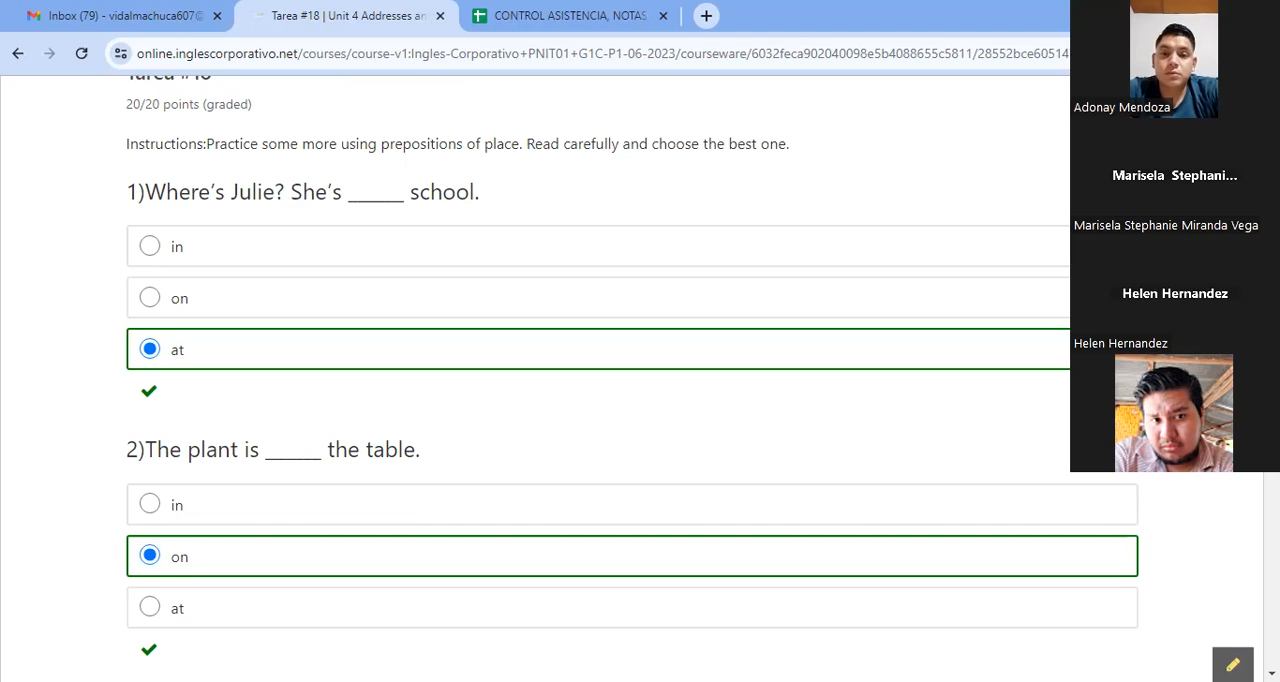 Inbox (79) - vidalmachuca607@
Tarea #18 | Unit 4 Addresses an
CONTROL ASISTENCIA, NOTAS
online.inglescorporativo.net/courses/course-v1:Ingles-Corporativo+PNIT01+G1C-P1-06-2023/courseware/6032feca902040098e5b4088655c5811/28552bce60514
Tarea #18
20/20 points (graded)
Instructions:Practice some more using prepositions of place. Read carefully and choose the best one.
1)Where's Julie? She's _____ school.
in
on
at
2)The plant is _____ the table.
in
on
at
Adonay Mendoza
Marisela Stephani...
Marisela Stephanie Miranda Vega
Helen Hernandez
Helen Hernandez